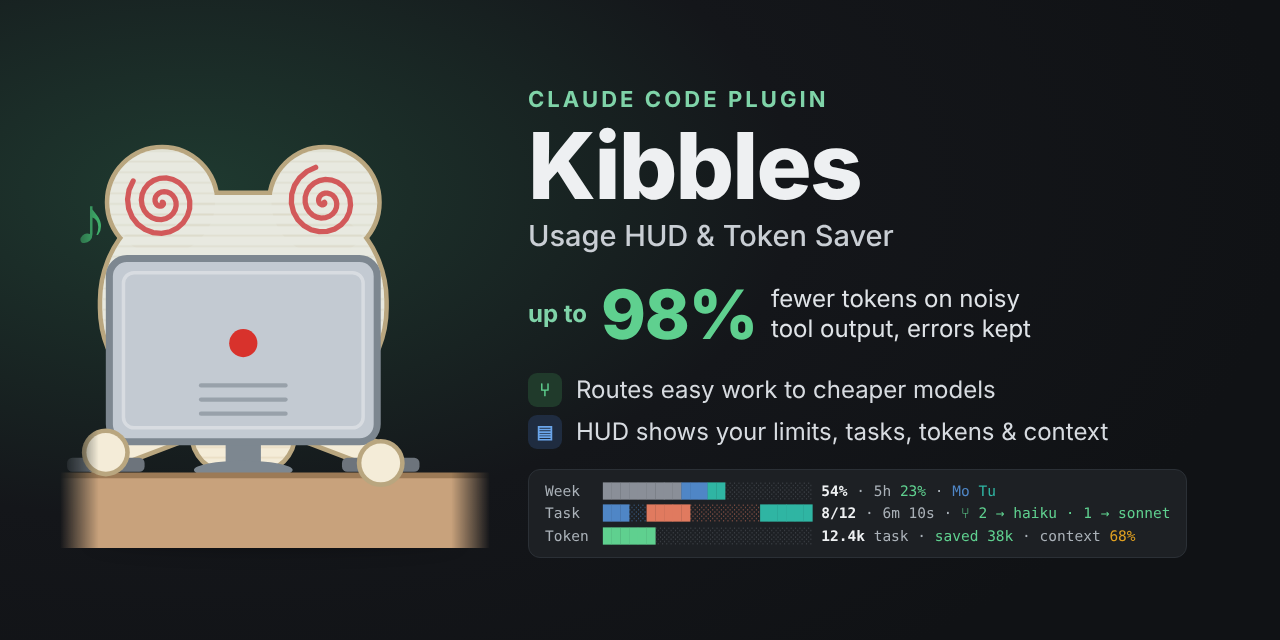 CLAUDE CODE PLUGIN
Kibbles
Usage HUD & Token Saver
up to 98% fewer tokens on noisy
tool output, errors kept
Routes easy work to cheaper models
HUD shows your limits, tasks, tokens & context
Week 54% · 5h 23% · Mo Tu
Task 8/12 · 6m 10s · ⑂ 2 → haiku · 1 → sonnet
Token 12.4k task · saved 38k · context 68%